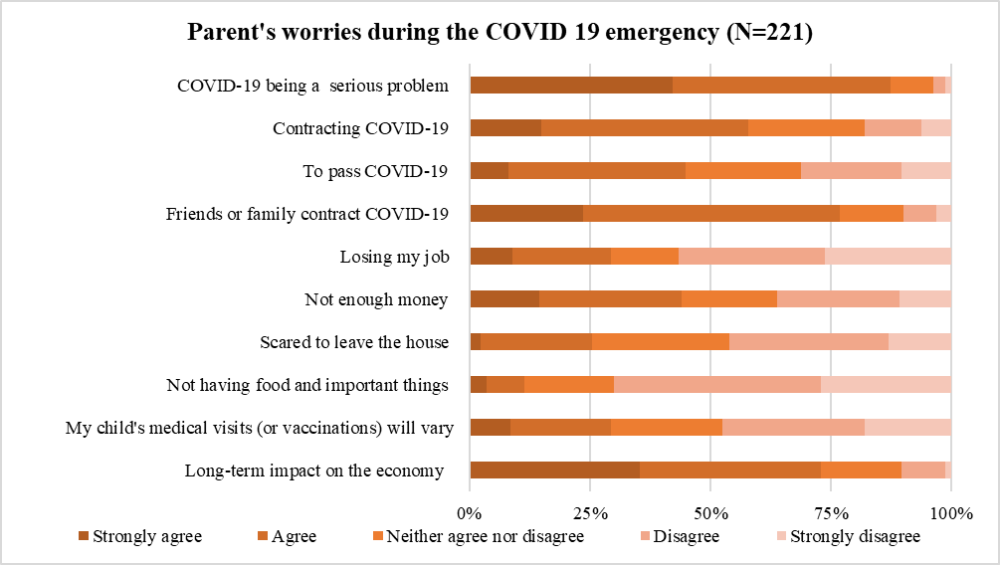 Parent's worries during the COVID 19 emergency (N=221)
COVID-19 being a  serious problem
Contracting COVID-19
To pass COVID-19
Friends or family contract COVID-19
Losing my job
Not enough money
Scared to leave the house
Not having food and important things
My child's medical visits (or vaccinations) will vary
Long-term impact on the economy
0% 25% 50% 75% 100%
Strongly agree Agree Neither agree nor disagree Disagree Strongly disagree